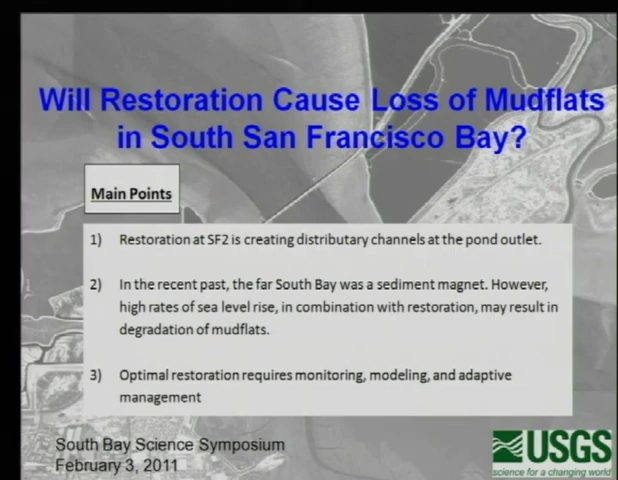 Will Restoration Cause Loss of Mudflats
in South San Francisco Bay?
Main Points
1) Restoration at SF2 is creating distributary channels at the pond outlet.
2) In the recent past, the far South Bay was a sediment magnet. However,
high rates of sea level rise, in combination with restoration, may result in
degradation of mudflats.
3) Optimal restoration requires monitoring, modeling, and adaptive
management
South Bay Science Symposium
February 3, 2011
USGS
science for a changing world